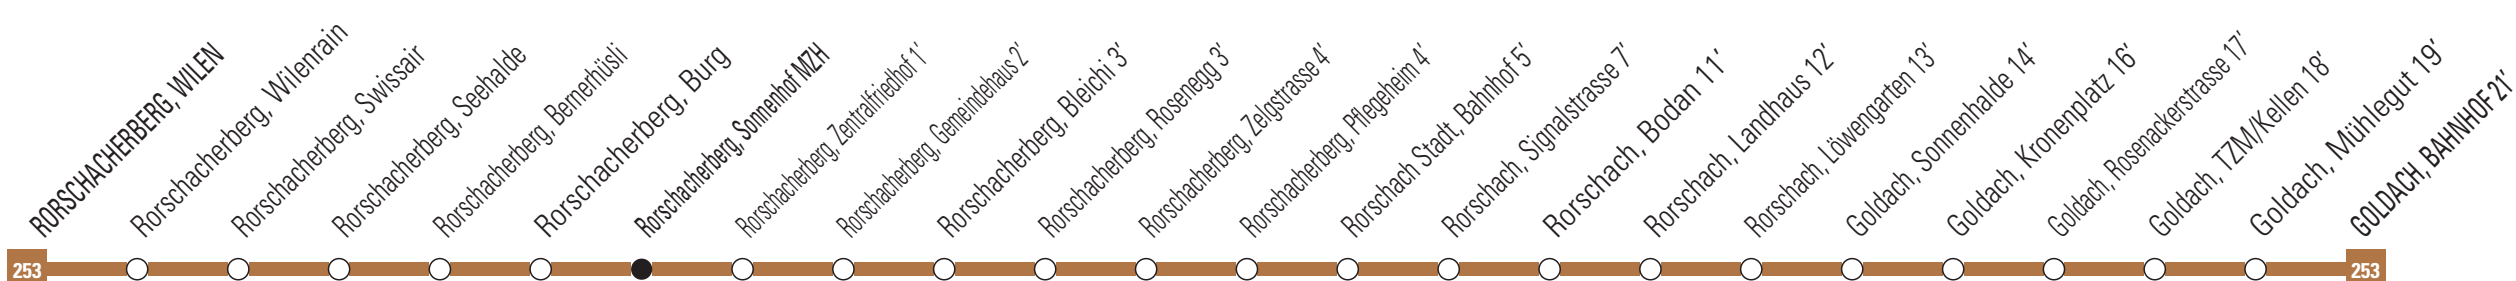 RORSCHACHERBERG, WILEN
Rorschacherberg, Wilenrain
Rorschacherberg, Swissair
Rorschacherberg, Seehalde
Rorschacherberg, Bernerhüsli
Rorschacherberg, Burg
Rorschacherberg, Sonnenhof MZH
Rorschacherberg, Zentralfriedhof 1’
Rorschacherberg, Gemeindehaus 2’
Rorschacherberg, Bleichi 3’
Rorschacherberg, Rosenegg 3’
Rorschacherberg, Zelgstrasse 4’
Rorschacherberg, Pflegeheim 4’
Rorschach Stadt, Bahnhof 5’
Rorschach, Signalstrasse 7’
Rorschach, Bodan 11’
Rorschach, Landhaus 12’
Rorschach, Löwengarten 13’
Goldach, Sonnenhalde 14’
Goldach, Kronenplatz 16’
Goldach, Rosenackerstrasse 17’
Goldach, TZM/Kellen 18’
Goldach, Mühlegut 19’
GOLDACH, BAHNHOF 21’
253
253